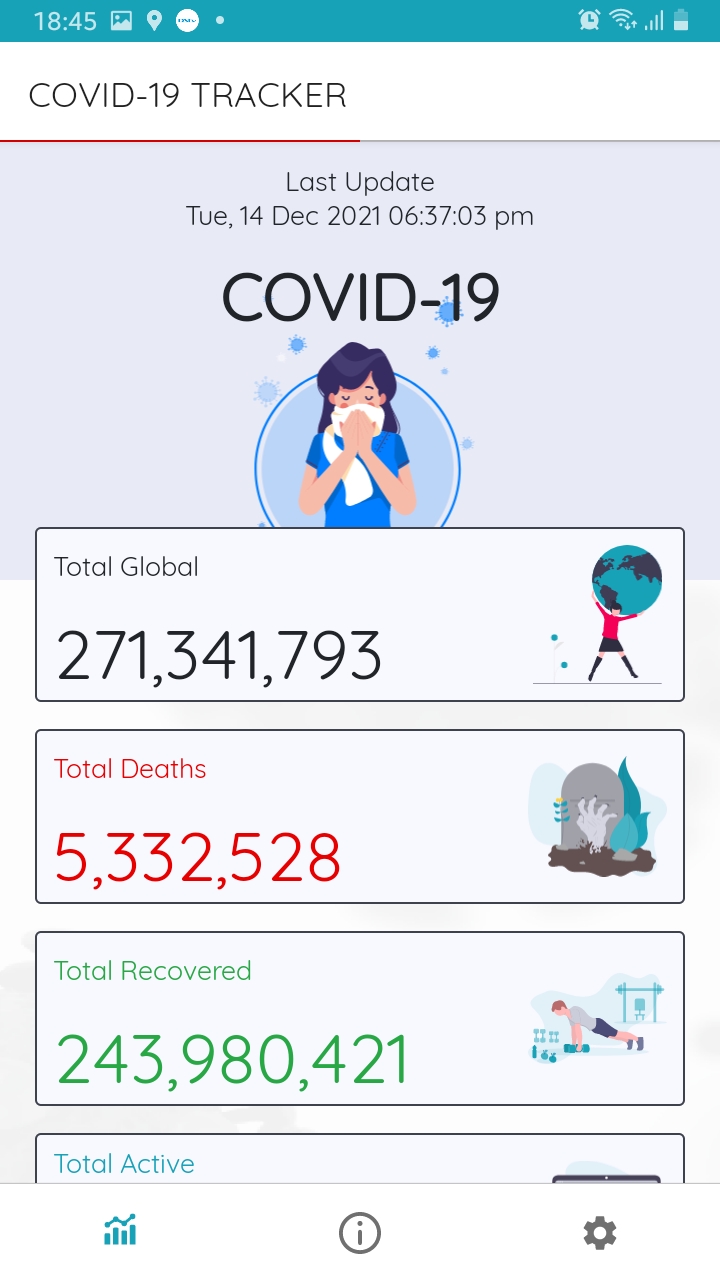 18:45
COVID-19 TRACKER
Last Update
Tue, 14 Dec 2021 06:37:03 pm
COVID-19
Total Global
271,341,793
Total Deaths
5,332,528
Total Recovered
243,980,421
Total Active